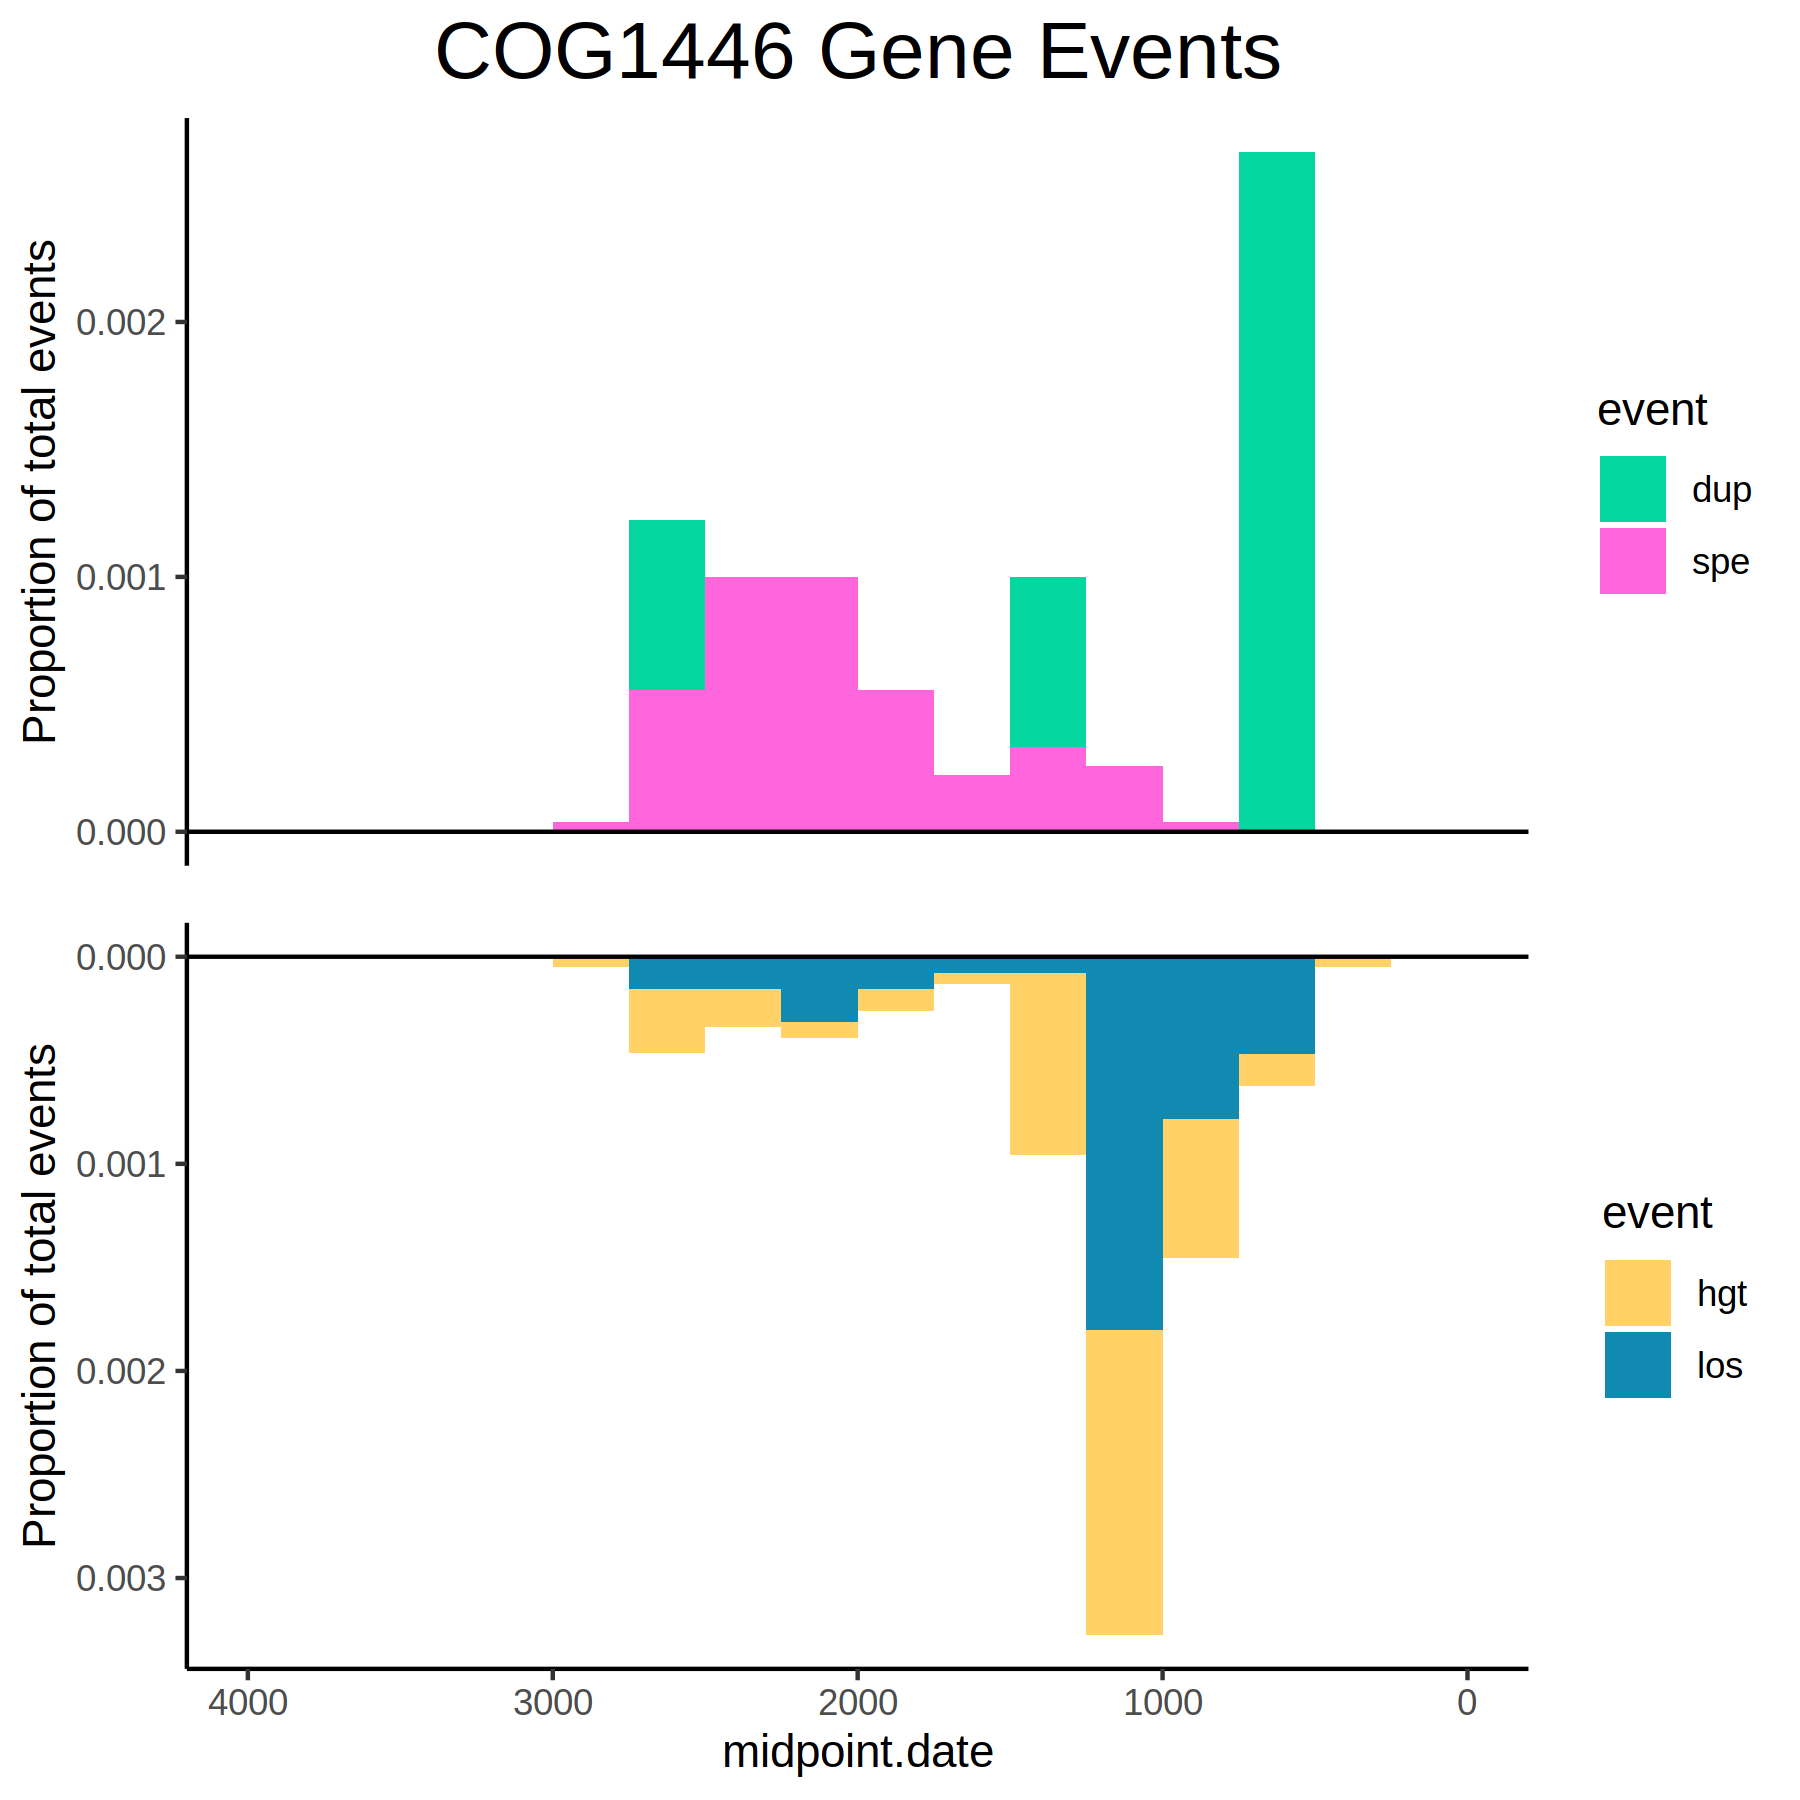 COG1446 Gene Events
Proportion of total events
0.002
0.001
0.000
event
dup
spe
Proportion of total events
0.000
0.001
0.002
0.003
event
hgt
los
4000 3000 2000 1000 0
midpoint.date